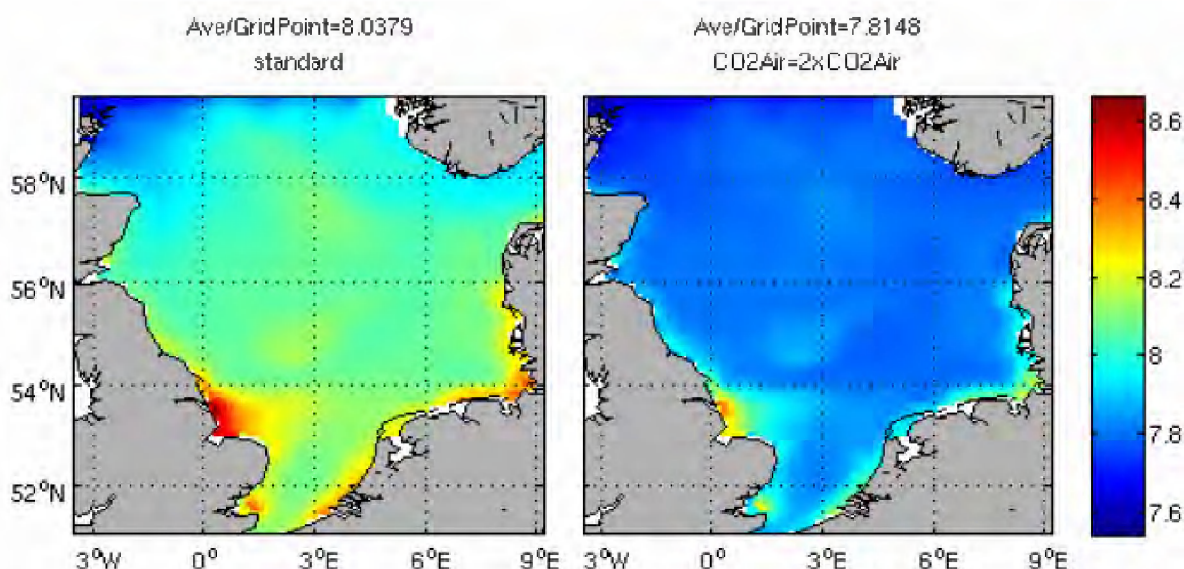 Ave/GridPoint=8.0379
standard
Ave/GridPoint=7.8148
CO2Air=2xCO2Air
58°N
56°N
54°N
52°N
3°W
0°
3°E
6°E
9°E
3°W
0°
3°E
6°E
9°E
8.6
8.4
8.2
8
7.8
7.6